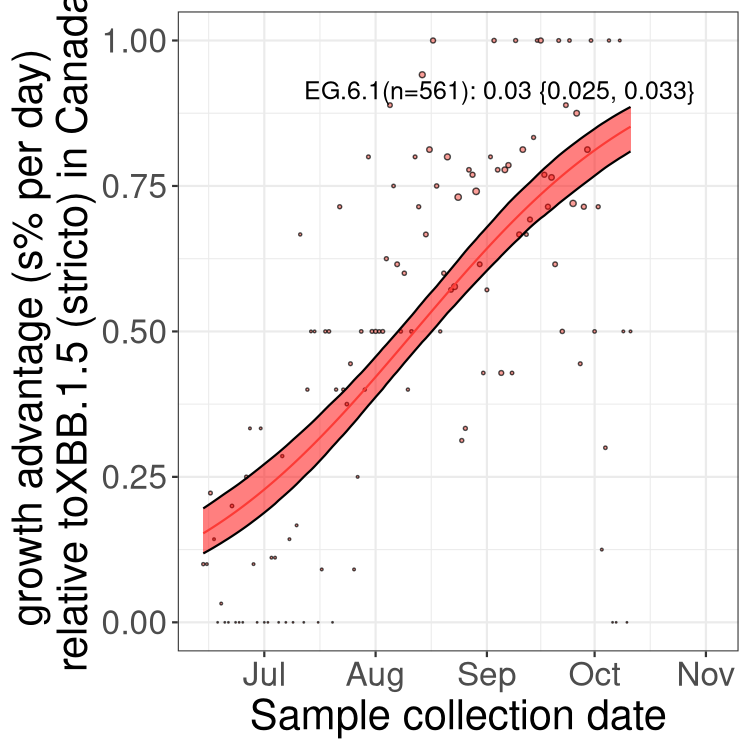 growth advantage (s% per day)
relative toXBB.1.5 (stricto) in Canada
1.00
0.75
0.50
0.25
0.00
EG.6.1(n=561): 0.03 {0.025, 0.033}
Jul Aug Sep Oct Nov
Sample collection date